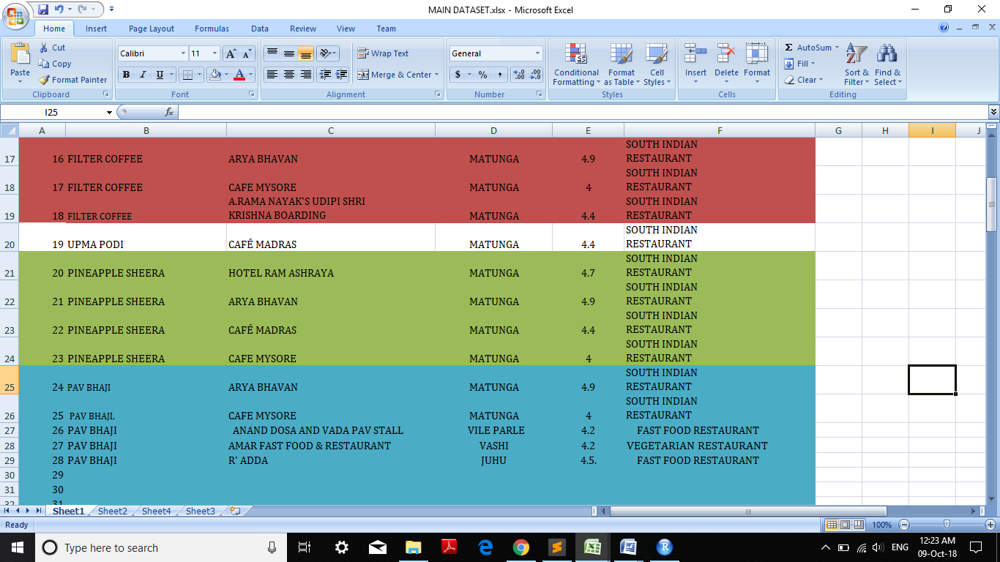 MAIN DATASET.xlsx - Microsoft Excel
Home Insert Page Layout Formulas Data Review View Team
Paste Cut Copy Format Painter Clipboard
Calibri 11 A A B I U A Font
Wrap Text Merge & Center Alignment
General $ % , .0 .00 .00 .0 Number
Conditional Formatting Format as Table Cell Styles Styles
Insert Delete Format Cells
Σ AutoSum Fill Clear Sort & Filter Find & Select Editing
I25 fx
A B C D E F G H I J
SOUTH INDIAN
17 16 FILTER COFFEE ARYA BHAVAN MATUNGA 4.9 RESTAURANT
SOUTH INDIAN
18 17 FILTER COFFEE CAFE MYSORE MATUNGA 4 RESTAURANT
A.RAMA NAYAK'S UDIPI SHRI SOUTH INDIAN
19 18 FILTER COFFEE KRISHNA BOARDING MATUNGA 4.4 RESTAURANT
SOUTH INDIAN
20 19 UPMA PODI CAFÉ MADRAS MATUNGA 4.4 RESTAURANT
SOUTH INDIAN
21 20 PINEAPPLE SHEERA HOTEL RAM ASHRAYA MATUNGA 4.7 RESTAURANT
SOUTH INDIAN
22 21 PINEAPPLE SHEERA ARYA BHAVAN MATUNGA 4.9 RESTAURANT
SOUTH INDIAN
23 22 PINEAPPLE SHEERA CAFÉ MADRAS MATUNGA 4.4 RESTAURANT
SOUTH INDIAN
24 23 PINEAPPLE SHEERA CAFE MYSORE MATUNGA 4 RESTAURANT
SOUTH INDIAN
25 24 PAV BHAJI ARYA BHAVAN MATUNGA 4.9 RESTAURANT
SOUTH INDIAN
26 25 PAV BHAJI, CAFE MYSORE MATUNGA 4 RESTAURANT
27 26 PAV BHAJI ANAND DOSA AND VADA PAV STALL VILE PARLE 4.2 FAST FOOD RESTAURANT
28 27 PAV BHAJI AMAR FAST FOOD & RESTAURANT VASHI 4.2 VEGETARIAN RESTAURANT
29 28 PAV BHAJI R' ADDA JUHU 4.5. FAST FOOD RESTAURANT
30 29
31 30
32 31
Sheet1 Sheet2 Sheet4 Sheet3
Ready 100%
Type here to search ENG 12:23 AM
09-Oct-18